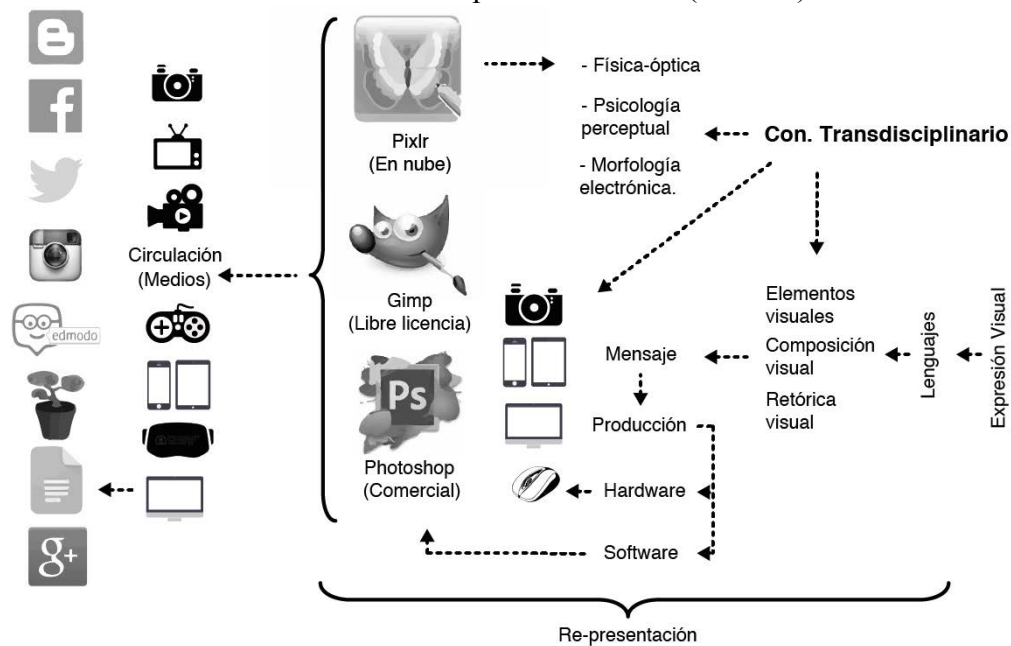 Pixlr
(En nube)
- Física-óptica
- Psicología
perceptual
- Morfología
electrónica.
Con. Transdisciplinario
Circulación
(Medios)
edmodo
Gimp
(Libre licencia)
Ps
Photoshop
(Comercial)
Mensaje
Producción
Hardware
Software
Elementos
visuales
Composición
visual
Retórica
visual
Lenguajes
Expresión Visual
g+
Re-presentación